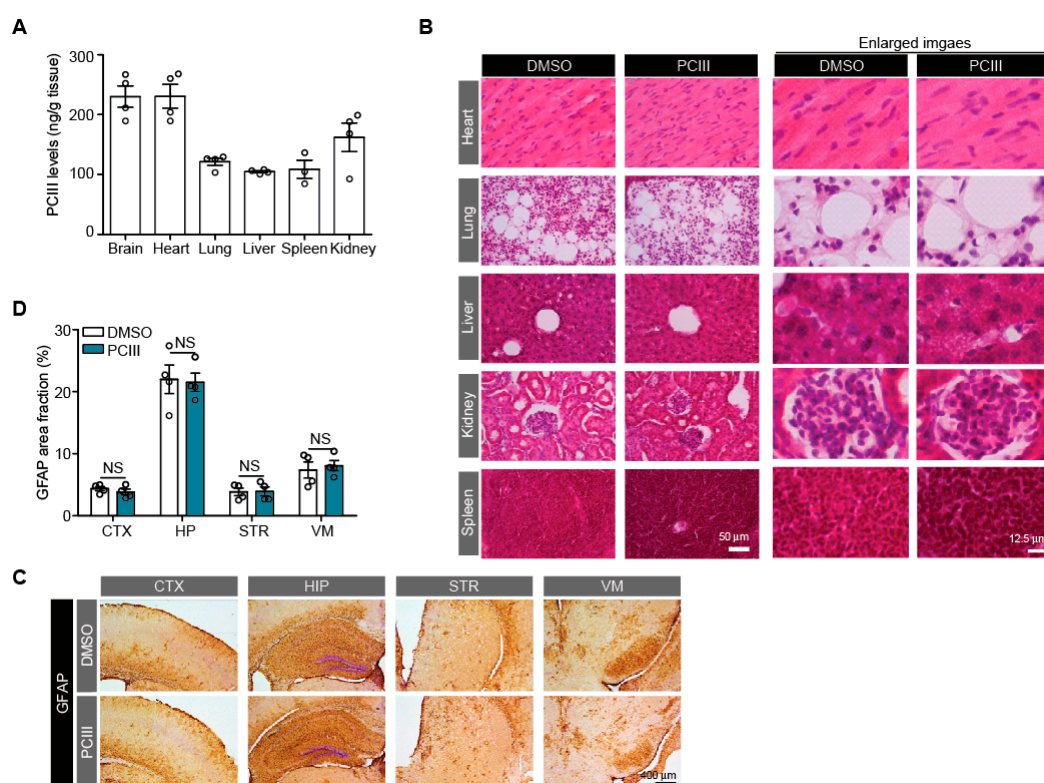 A
PCIII levels (ng/g tissue)
300
200
100
0
Brain Heart Lung Liver Spleen Kidney
B
Enlarged imgaes
DMSO PCIII DMSO PCIII
Heart
Lung
Liver
Kidney
Spleen
50 µm
12.5 µm
D
GFAP area fraction (%)
30
20
10
0
DMSO
PCIII
NS
NS
NS
NS
CTX HP STR VM
C
CTX HIP STR VM
GFAP
DMSO
PCIII
400 µm